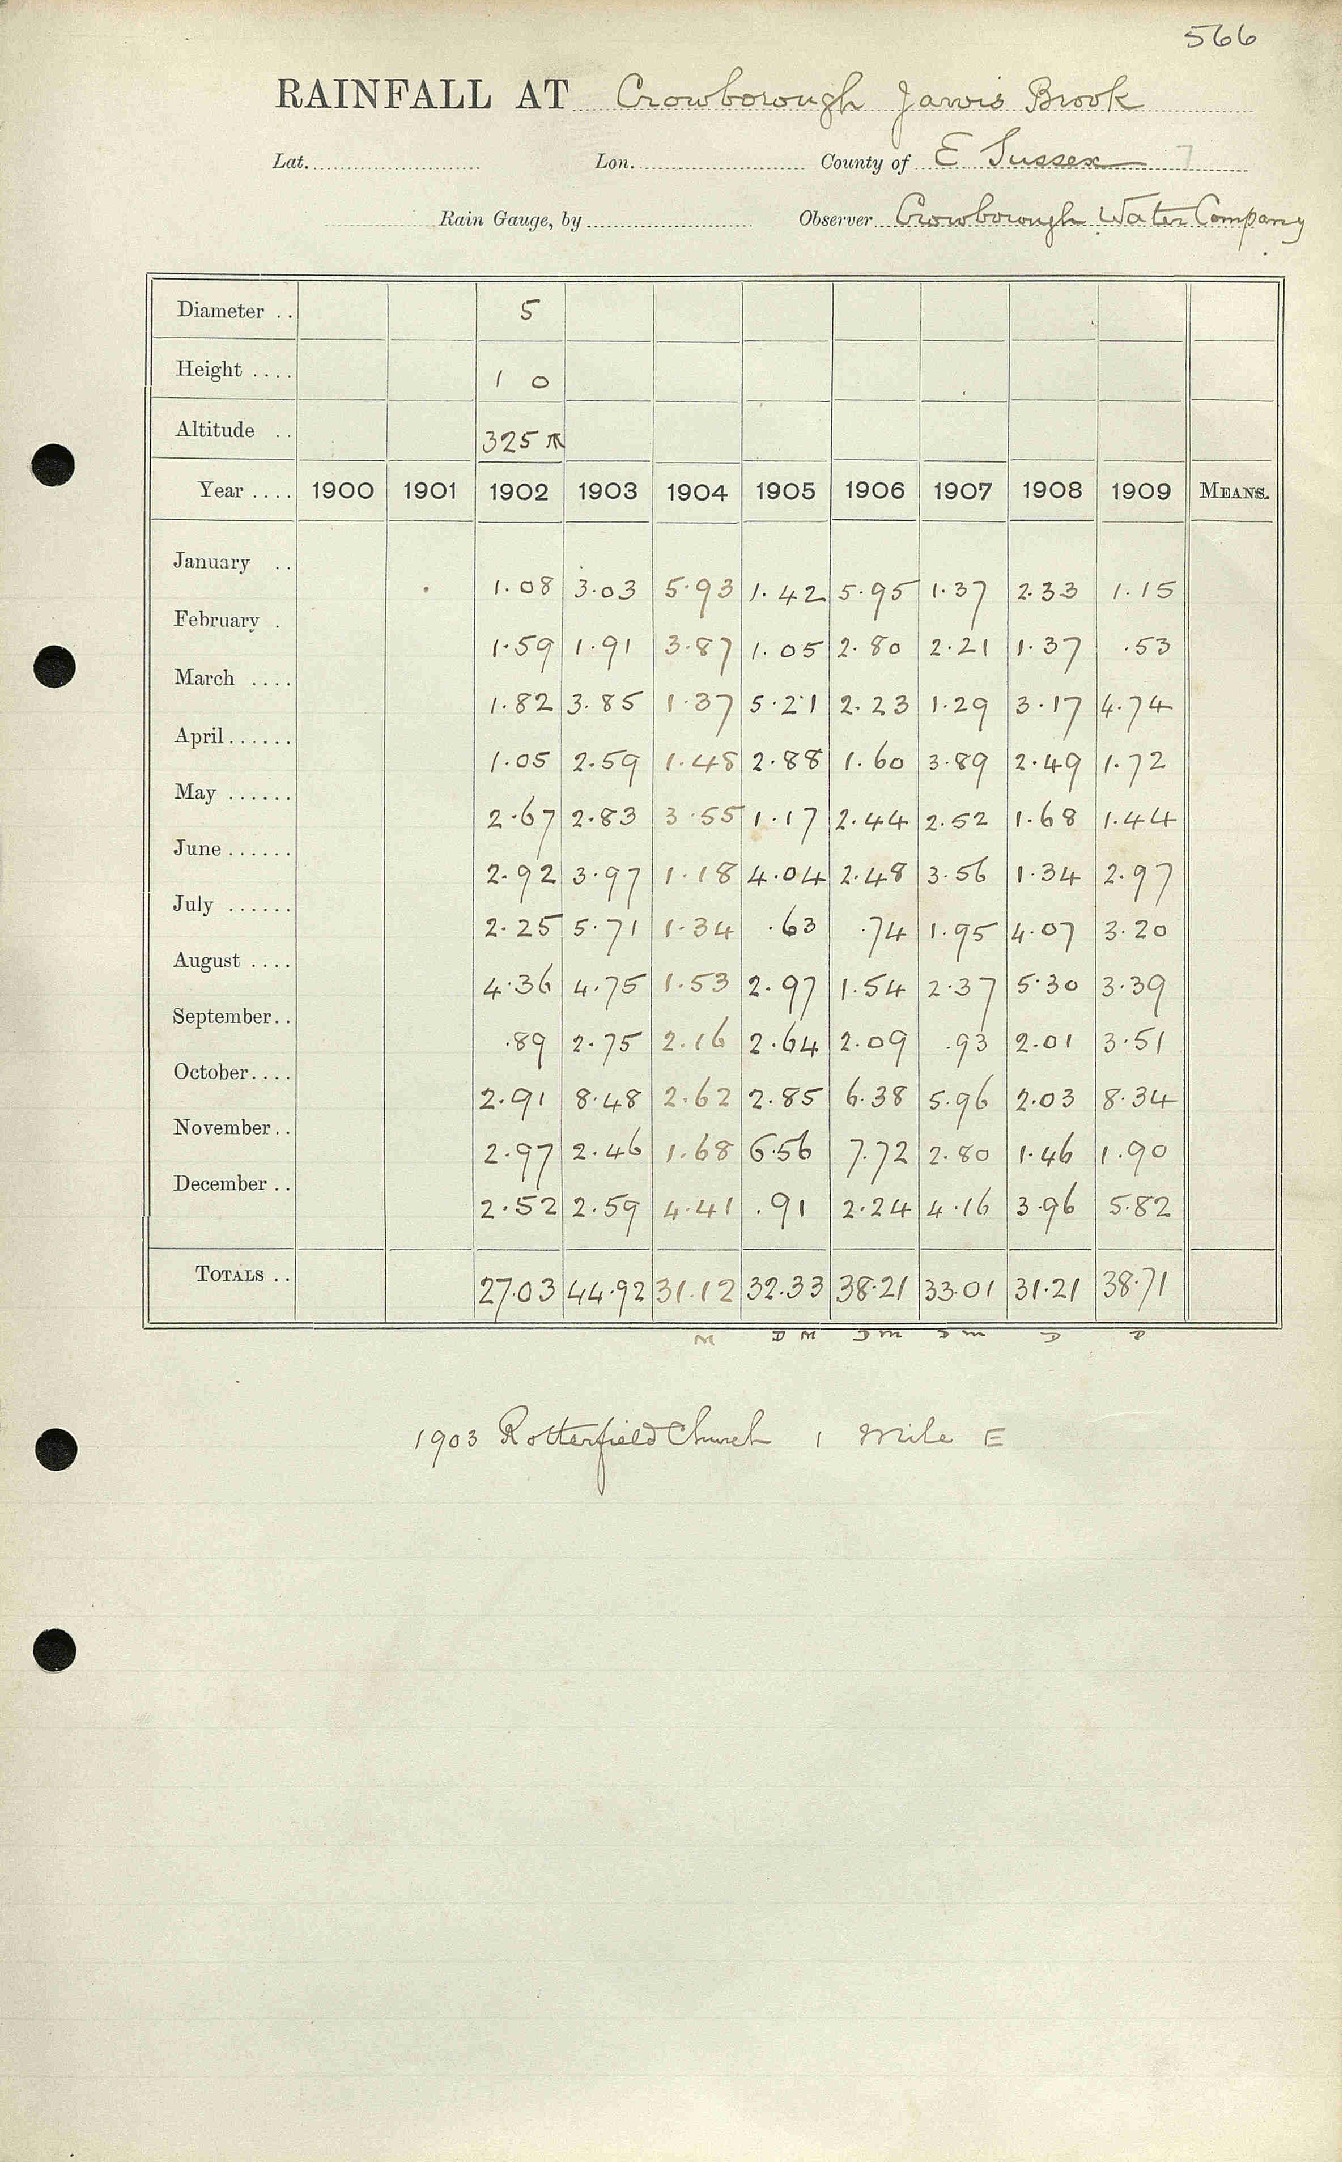 566
RAINFALL AT Crowborough Jarvis Brook
Lat. Lon. County of E Sussex 7
Rain Gauge, by Observer Crowborough Water Company
Diameter .. 5
Height .... 1 0
Altitude .. 325
Year .... 1900 1901 1902 1903 1904 1905 1906 1907 1908 1909 MEANS.
January .. 1.08 3.03 5.93 1.42 5.95 1.37 2.33 1.15
February . 1.59 1.91 3.87 1.05 2.80 2.21 1.37 .53
March .... 1.82 3.85 1.37 5.21 2.23 1.29 3.17 4.74
April...... 1.05 2.59 1.48 2.88 1.60 3.89 2.49 1.72
May ...... 2.67 2.83 3.55 1.17 2.44 2.52 1.68 1.44
June...... 2.92 3.97 1.18 4.04 2.48 3.56 1.34 2.97
July ...... 2.25 5.71 1.34 .63 .74 1.95 4.07 3.20
August .... 4.36 4.75 1.53 2.97 1.54 2.37 5.30 3.39
September.. .89 2.75 2.16 2.64 2.09 .93 2.01 3.51
October.... 2.91 8.48 2.62 2.85 6.38 5.96 2.03 8.34
November.. 2.97 2.46 1.68 6.56 7.72 2.80 1.46 1.90
December .. 2.52 2.59 4.41 .91 2.24 4.16 3.96 5.82
TOTALS .. 27.03 44.92 31.12 32.33 38.21 33.01 31.21 38.71
M D M D M D M D D
1903 Rotterfield Church 1 Mile E